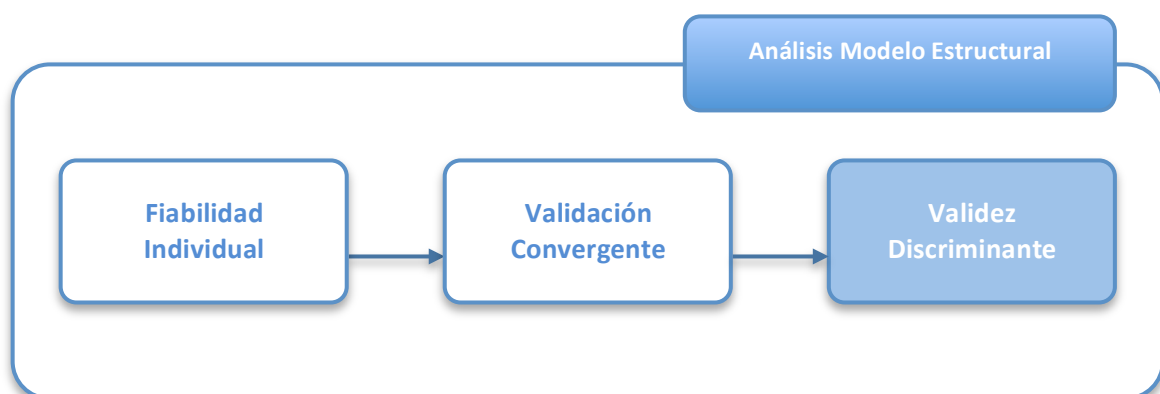 Análisis Modelo Estructural
Fiabilidad
Individual
Validación
Convergente
Validez
Discriminante